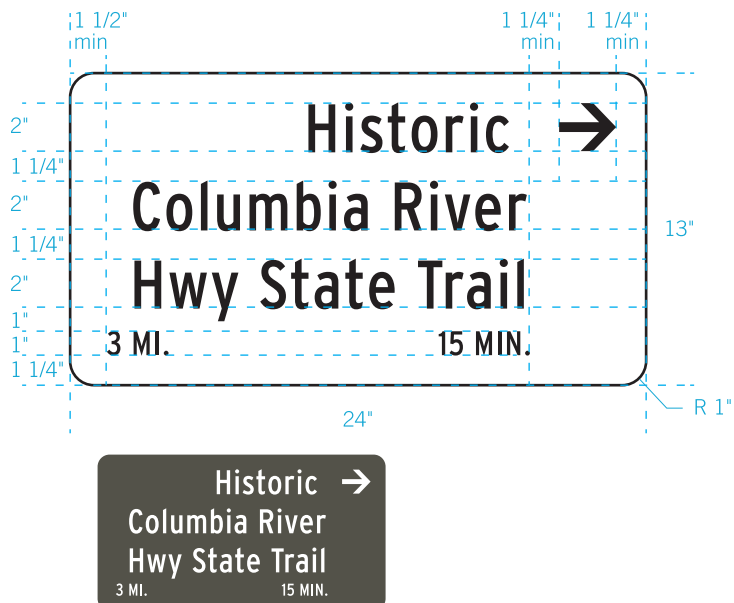 1 1/2" 1 1/4" 1 1/4"
min min min
2"
Historic →
1 1/4"
2"
Columbia River
13"
1 1/4"
2"
Hwy State Trail
1"
1"
3 MI. 15 MIN.
1 1/4"
R 1"
24"
Historic →
Columbia River
Hwy State Trail
3 MI. 15 MIN.